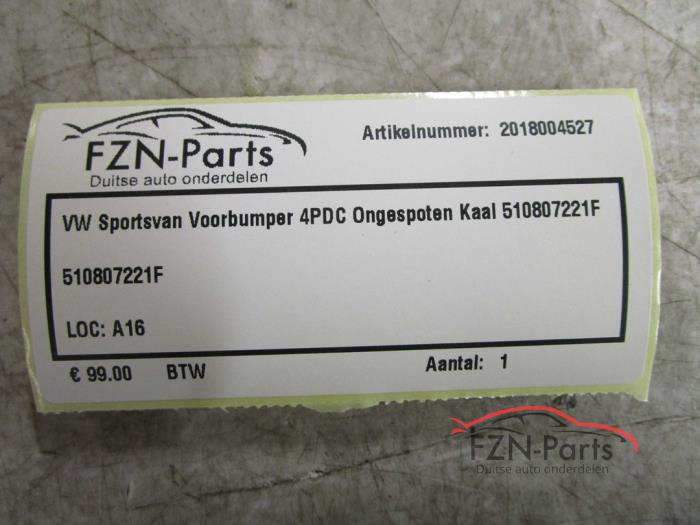 FZN-Parts
Duitse auto onderdelen
Artikelnummer: 2018004527
VW Sportsvan Voorbumper 4PDC Ongespoten Kaal 510807221F
510807221F
LOC: A16
€ 99.00 BTW Aantal: 1
FZN-Parts
Duitse auto onderdelen